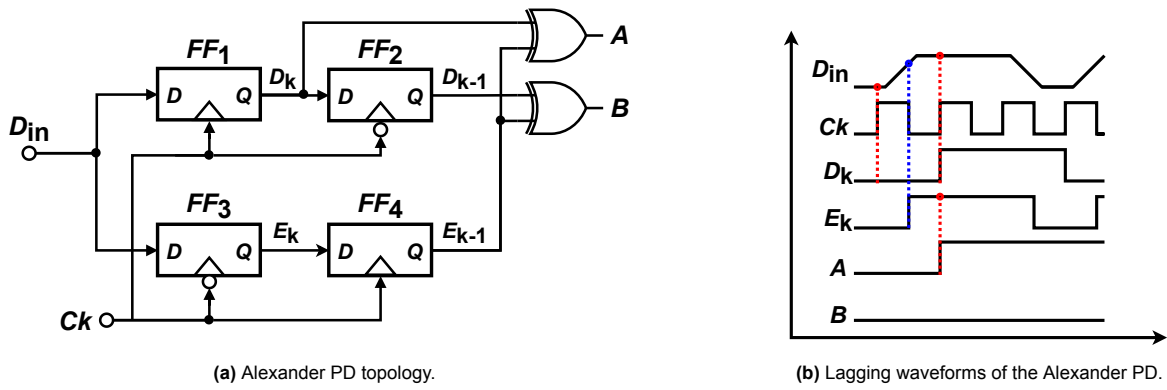 FF1 FF2
D Q Dk D Q Dk-1
A
B
Din
FF3 FF4
D Q Ek D Q Ek-1
Ck
(a) Alexander PD topology.
Din
Ck
Dk
Ek
A
B
(b) Lagging waveforms of the Alexander PD.